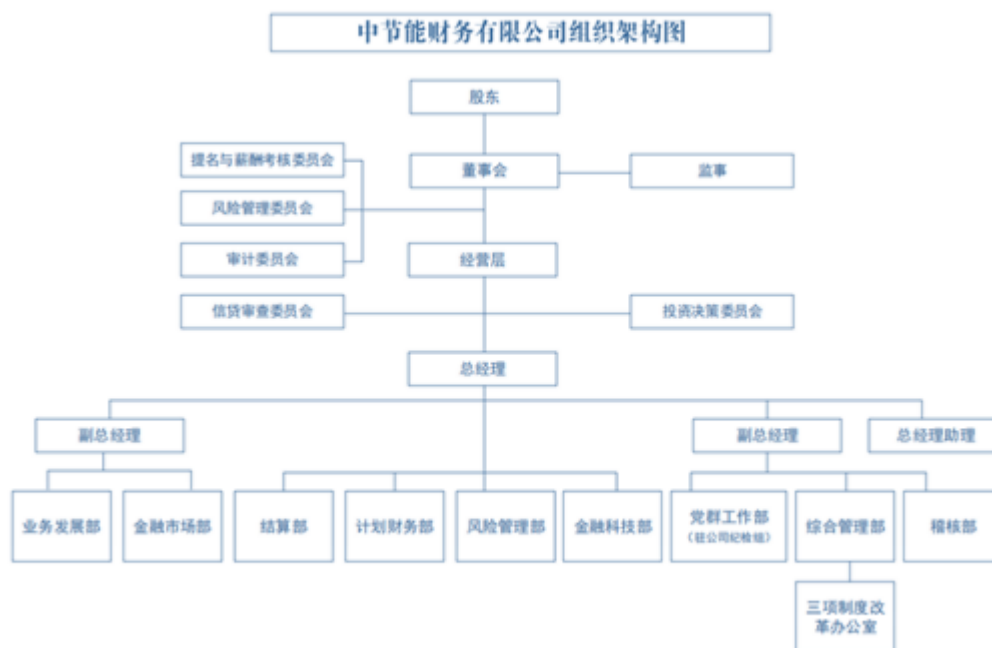 中节能财务有限公司组织架构图
股东
提名与薪酬考核委员会
董事会
监事
风险管理委员会
审计委员会
经营层
信贷审查委员会
投资决策委员会
总经理
副总经理
副总经理
总经理助理
业务发展部
金融市场部
结算部
计划财务部
风险管理部
金融科技部
党群工作部
（驻公司纪检组）
综合管理部
稽核部
三项制度改
革办公室